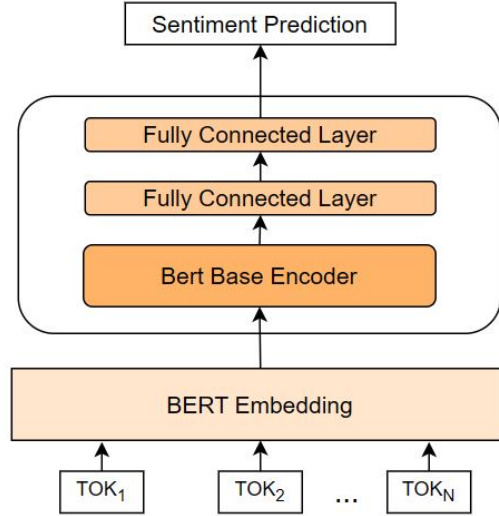 Sentiment Prediction
Fully Connected Layer
Fully Connected Layer
Bert Base Encoder
BERT Embedding
TOK₁ TOK₂ ... TOKN